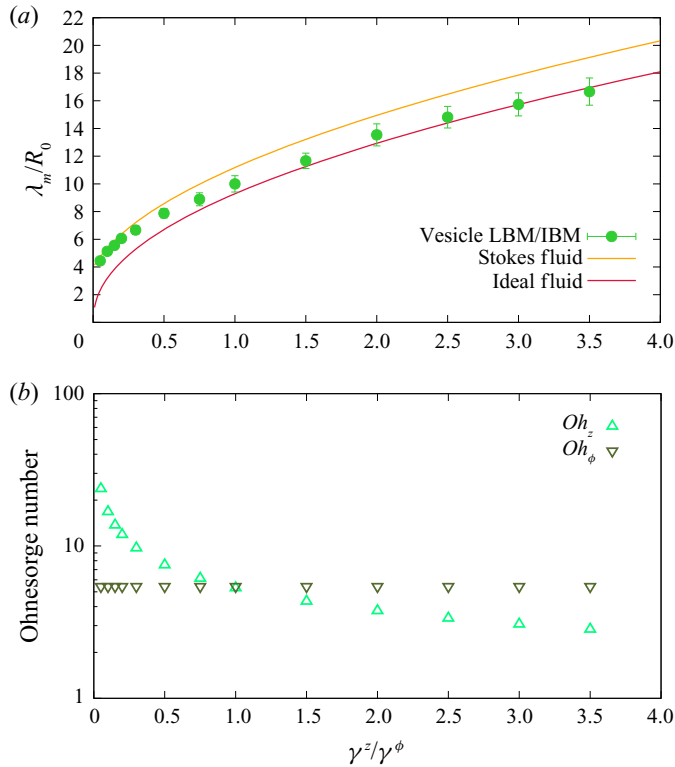 (a)
22
20
18
16
14
12
10
8
6
4
2
λm/R0
Vesicle LBM/IBM
Stokes fluid
Ideal fluid
0 0.5 1.0 1.5 2.0 2.5 3.0 3.5 4.0
(b)
100
10
1
Ohnesorge number
Ohz
Ohϕ
0 0.5 1.0 1.5 2.0 2.5 3.0 3.5 4.0
γ^z/γ^ϕ